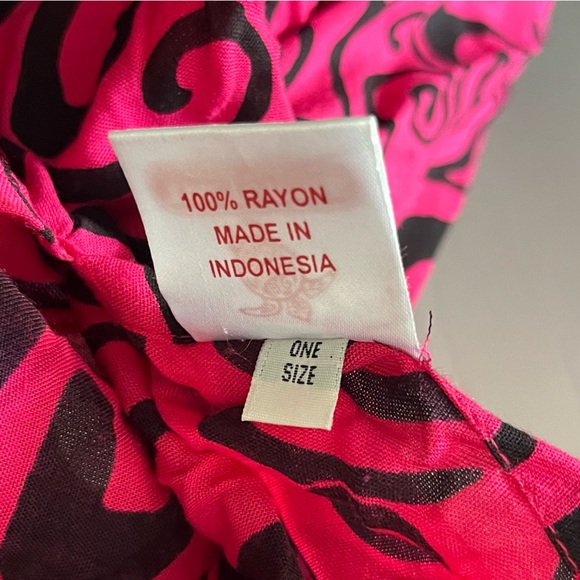 100% RAYON
MADE IN
INDONESIA
ONE
SIZE